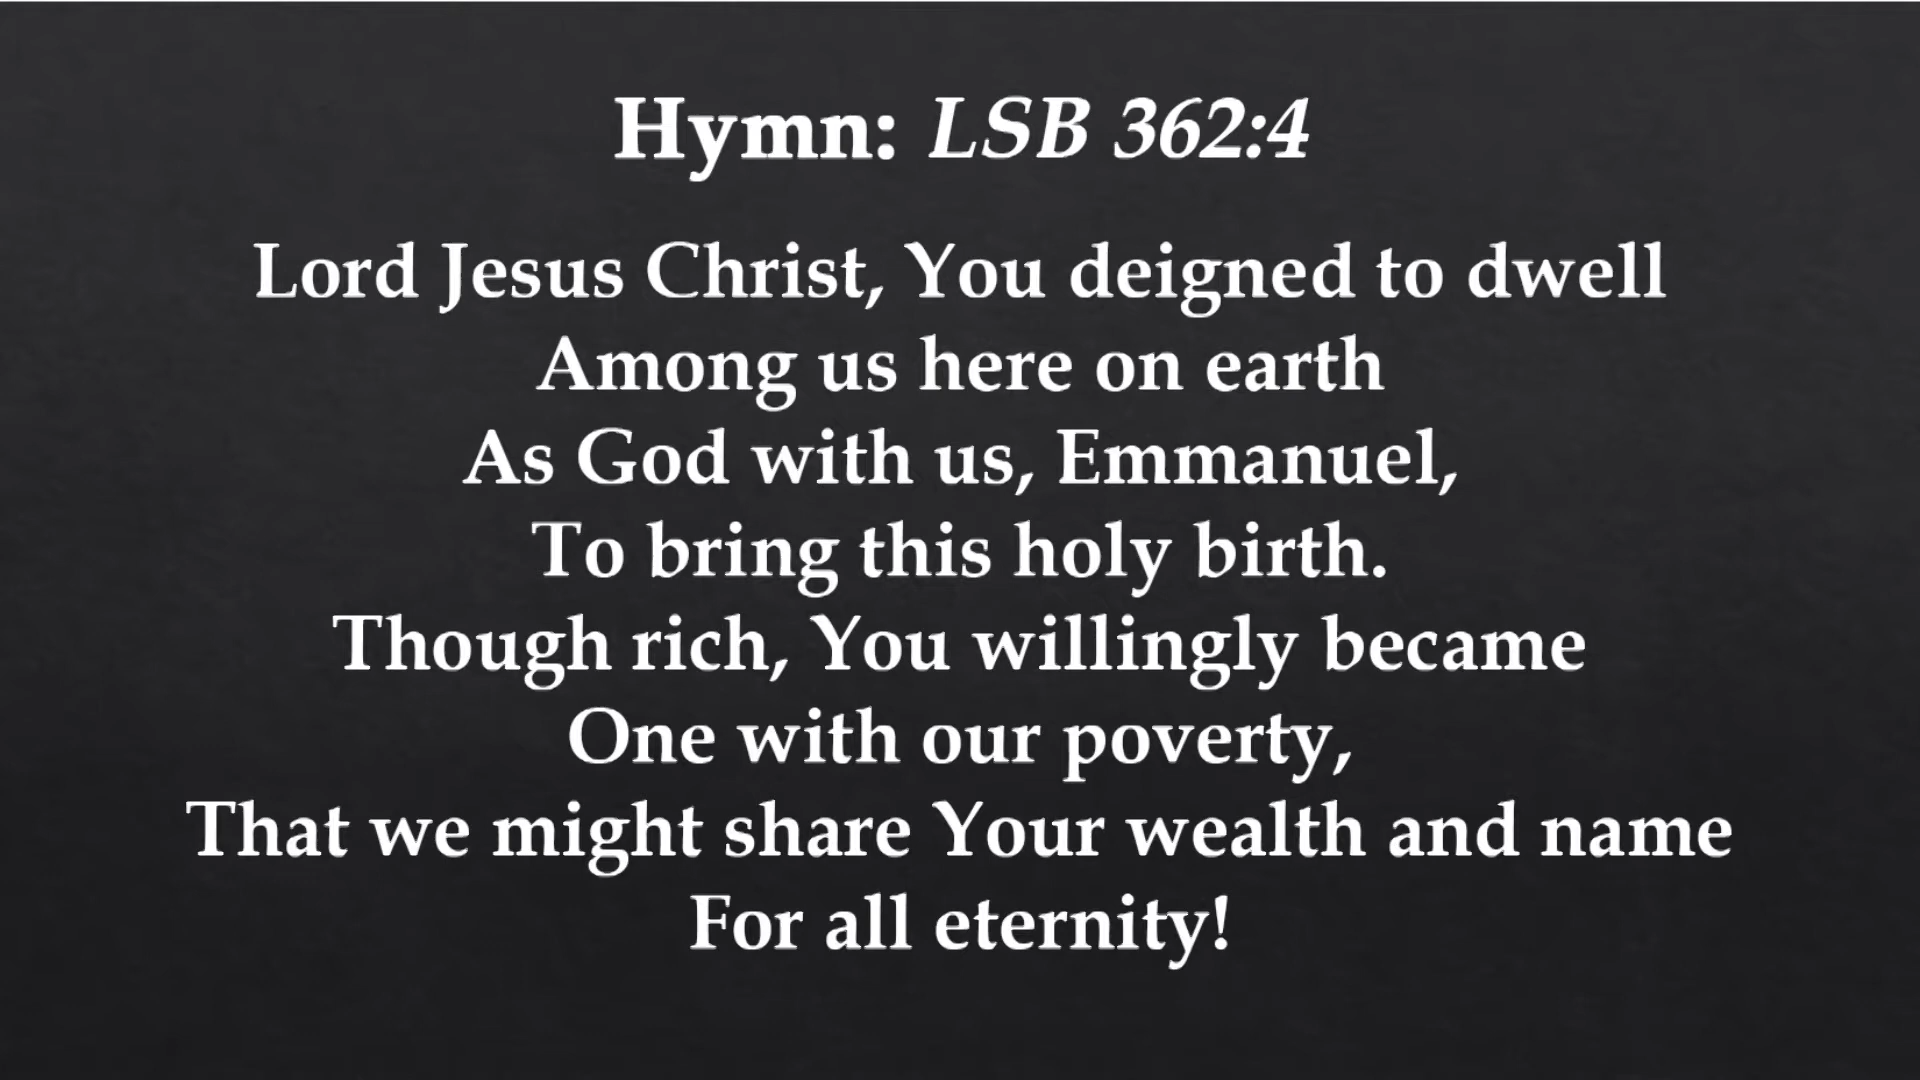 Hymn: LSB 362:4
Lord Jesus Christ, You deigned to dwell
Among us here on earth
As God with us, Emmanuel,
To bring this holy birth.
Though rich, You willingly became
One with our poverty,
That we might share Your wealth and name
For all eternity!